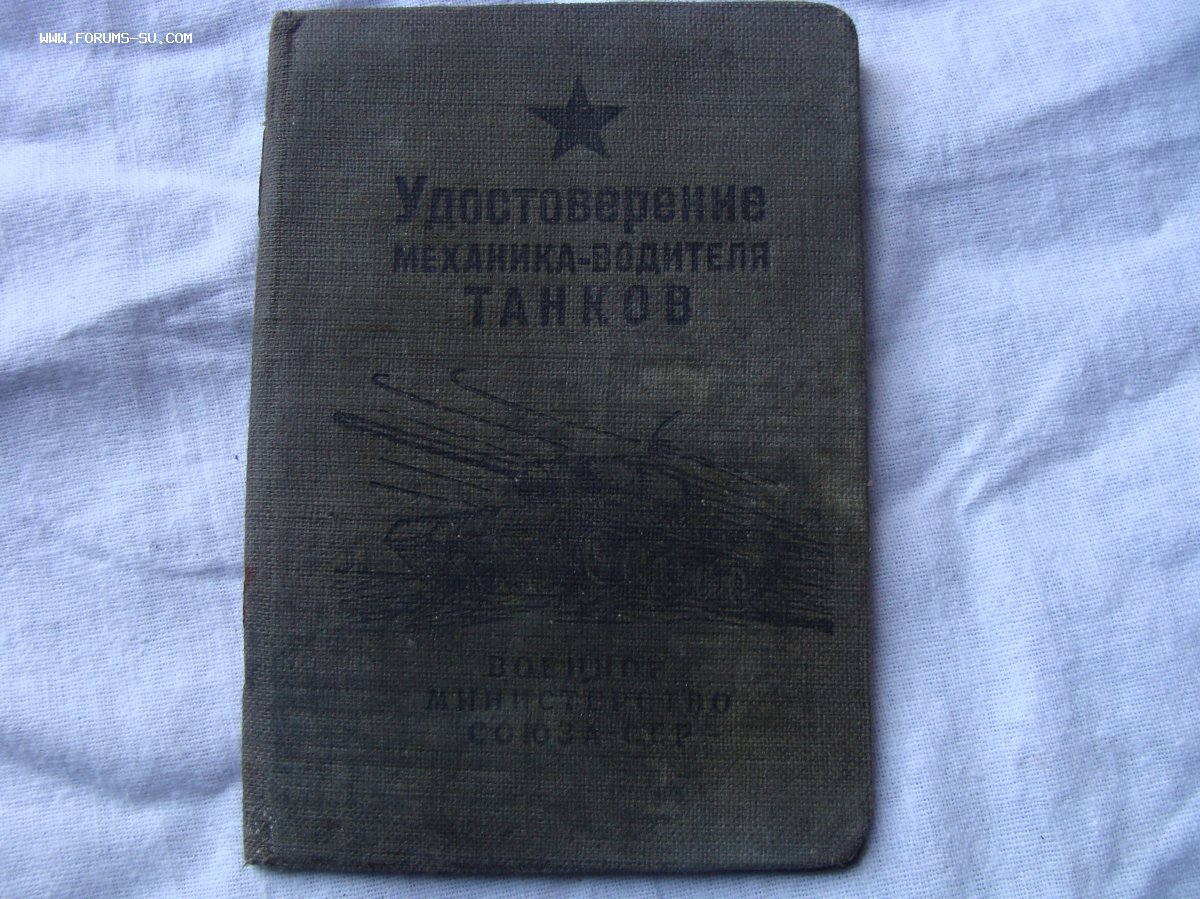 WWW.FORUMS-SU.COM
Удостоверение
МЕХАНИКА-ВОДИТЕЛЯ
ТАНКОВ
ВОЕННОЕ
МИНИСТЕРСТВО
СОЮЗА-ССР